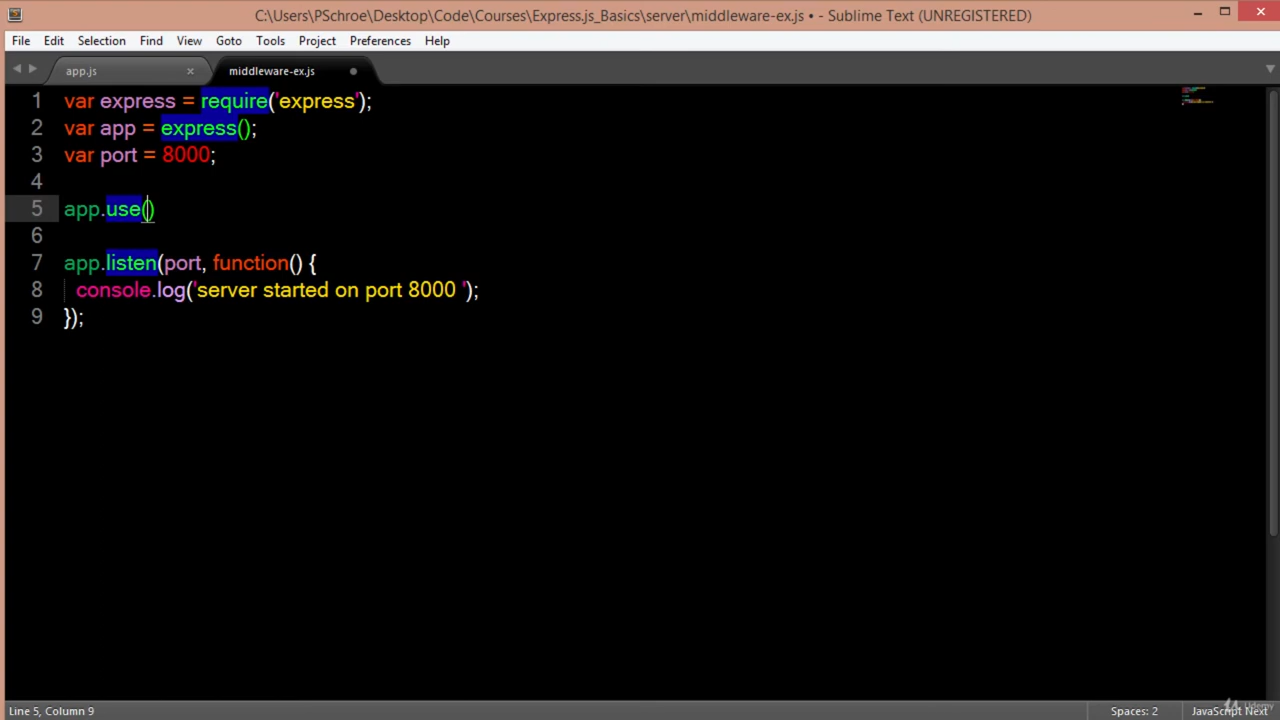 C:\Users\PSchroe\Desktop\Code\Courses\Express.js_Basics\server\middleware-ex.js • - Sublime Text (UNREGISTERED)
File Edit Selection Find View Goto Tools Project Preferences Help
app.js middleware-ex.js
1 var express = require('express');
2 var app = express();
3 var port = 8000;
4
5 app.use()
6
7 app.listen(port, function() {
8 console.log('server started on port 8000 ');
9 });
Line 5, Column 9 Spaces: 2 JavaScript Next
Udemy